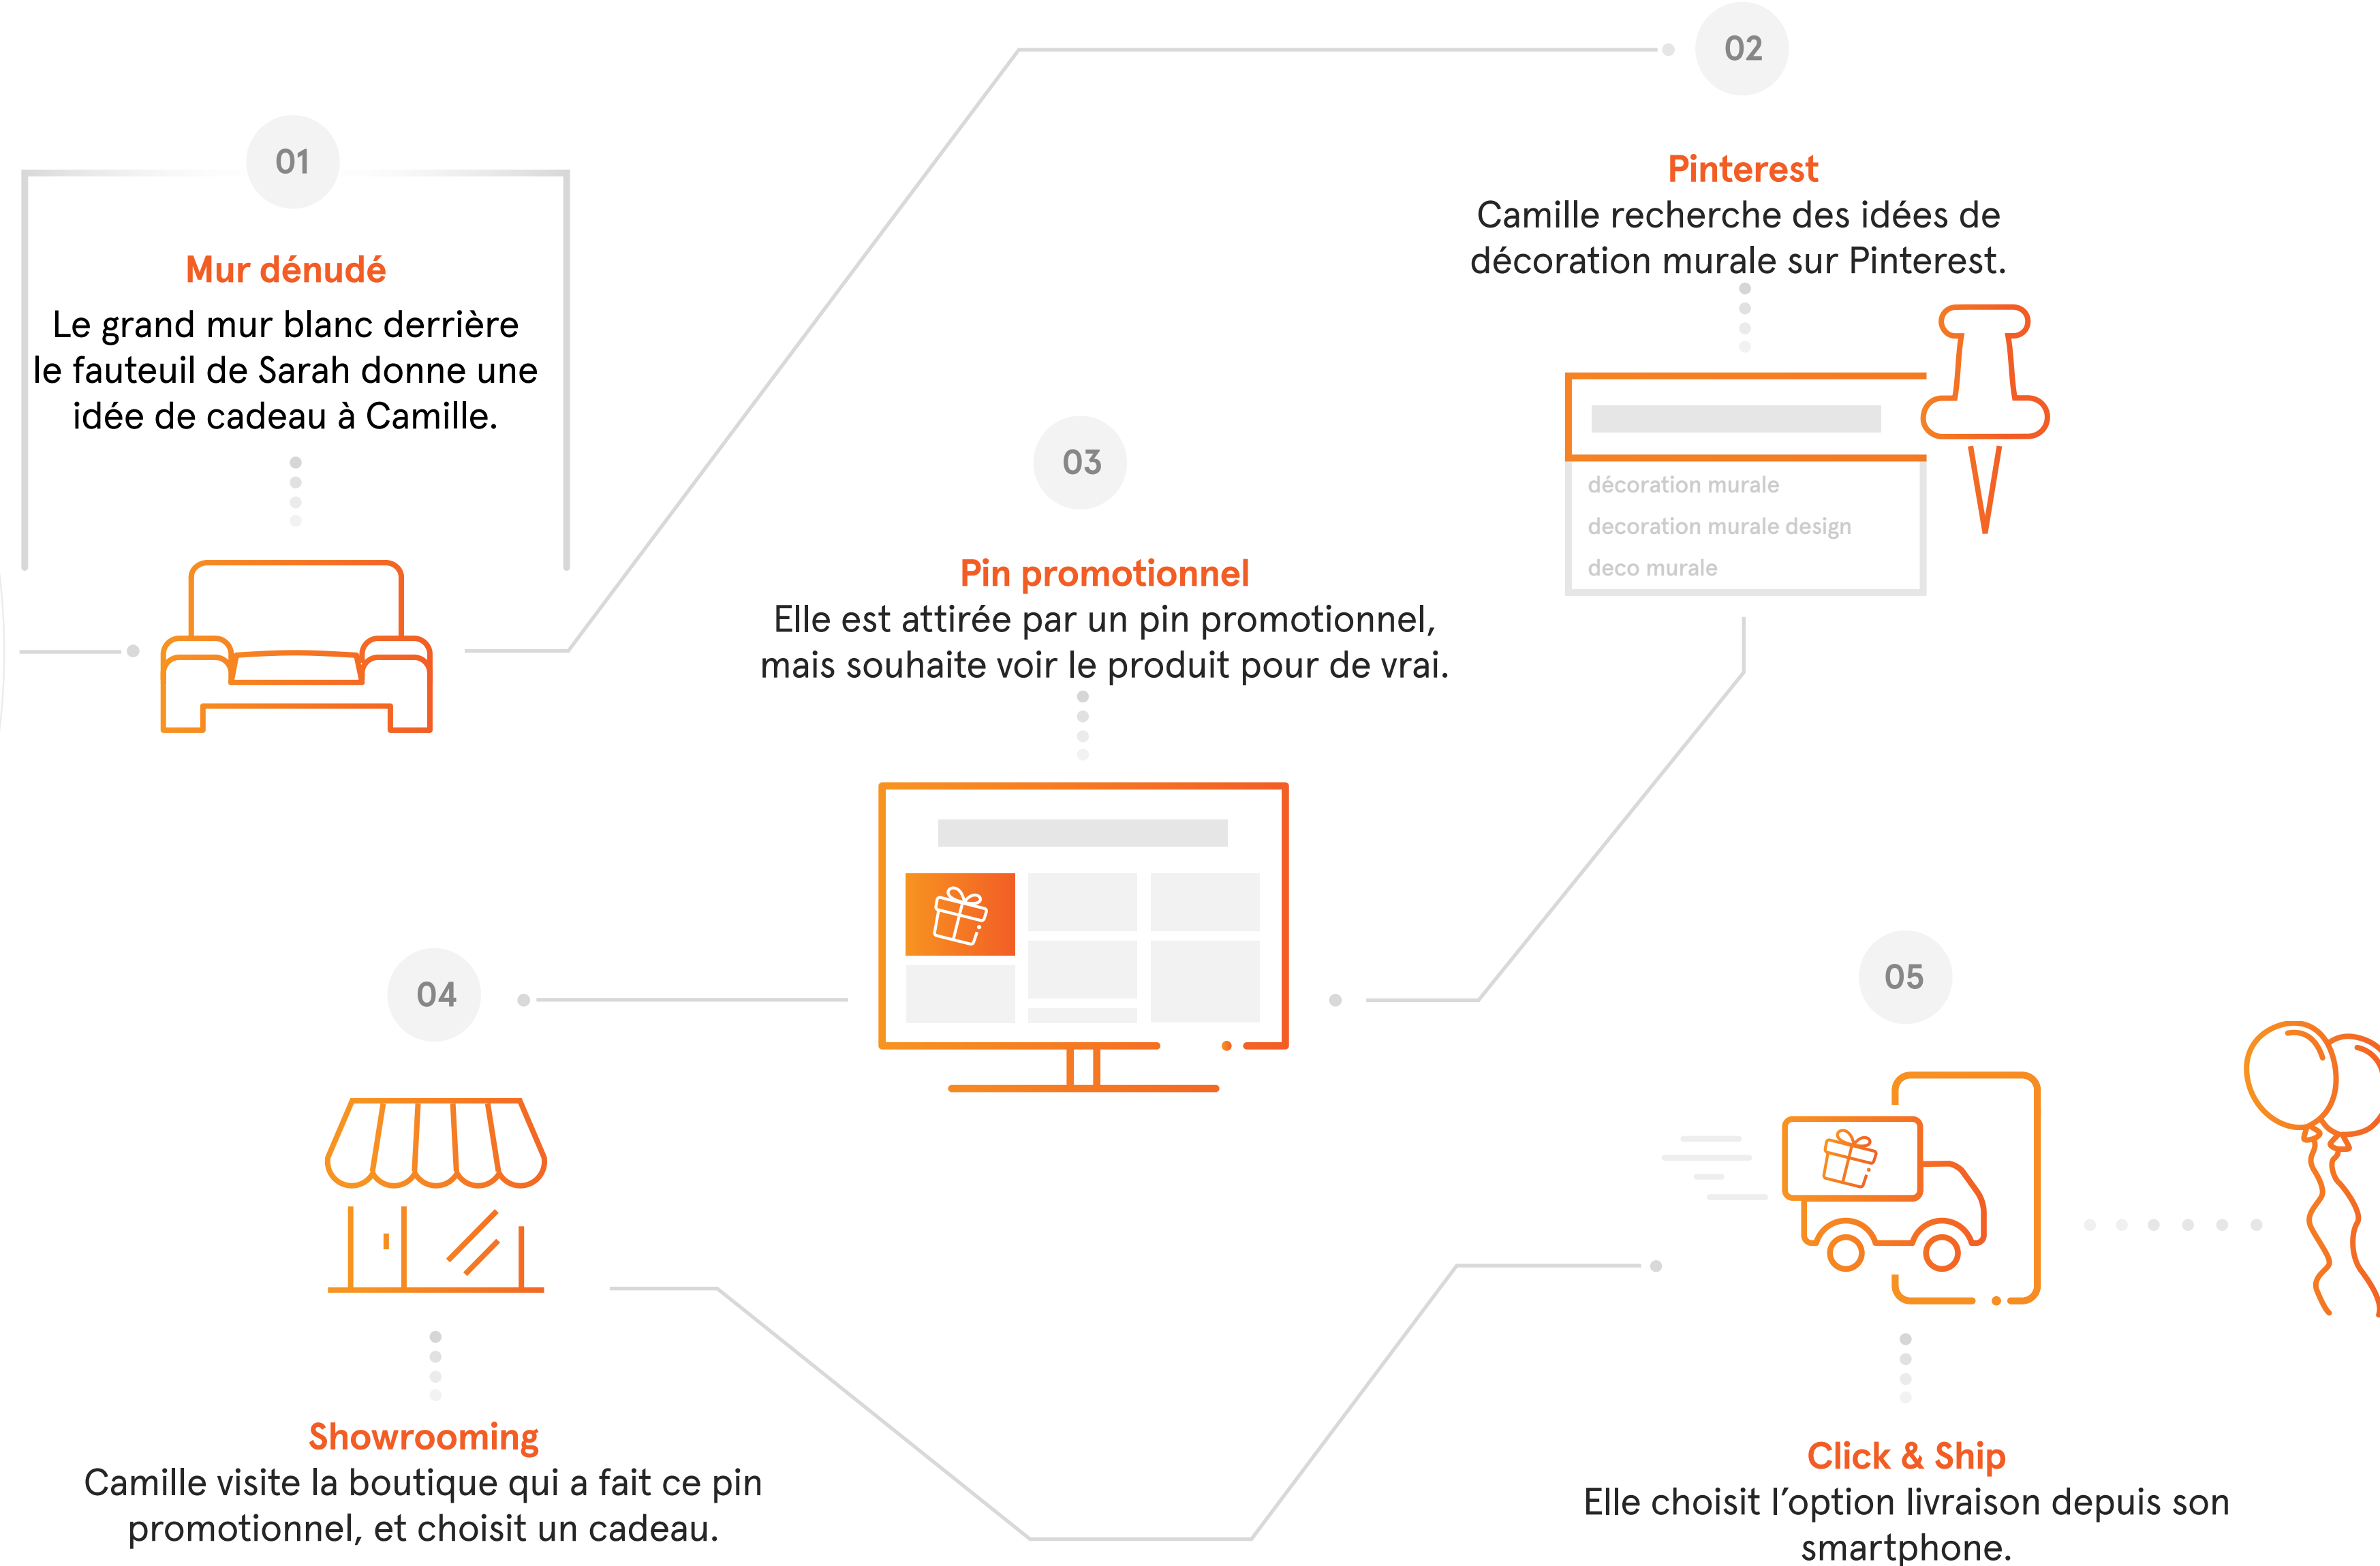 01
Mur dénudé
Le grand mur blanc derrière
le fauteuil de Sarah donne une
idée de cadeau à Camille.
02
Pinterest
Camille recherche des idées de
décoration murale sur Pinterest.
décoration murale
decoration murale design
deco murale
03
Pin promotionnel
Elle est attirée par un pin promotionnel,
mais souhaite voir le produit pour de vrai.
04
Showrooming
Camille visite la boutique qui a fait ce pin
promotionnel, et choisit un cadeau.
05
Click & Ship
Elle choisit l’option livraison depuis son
smartphone.